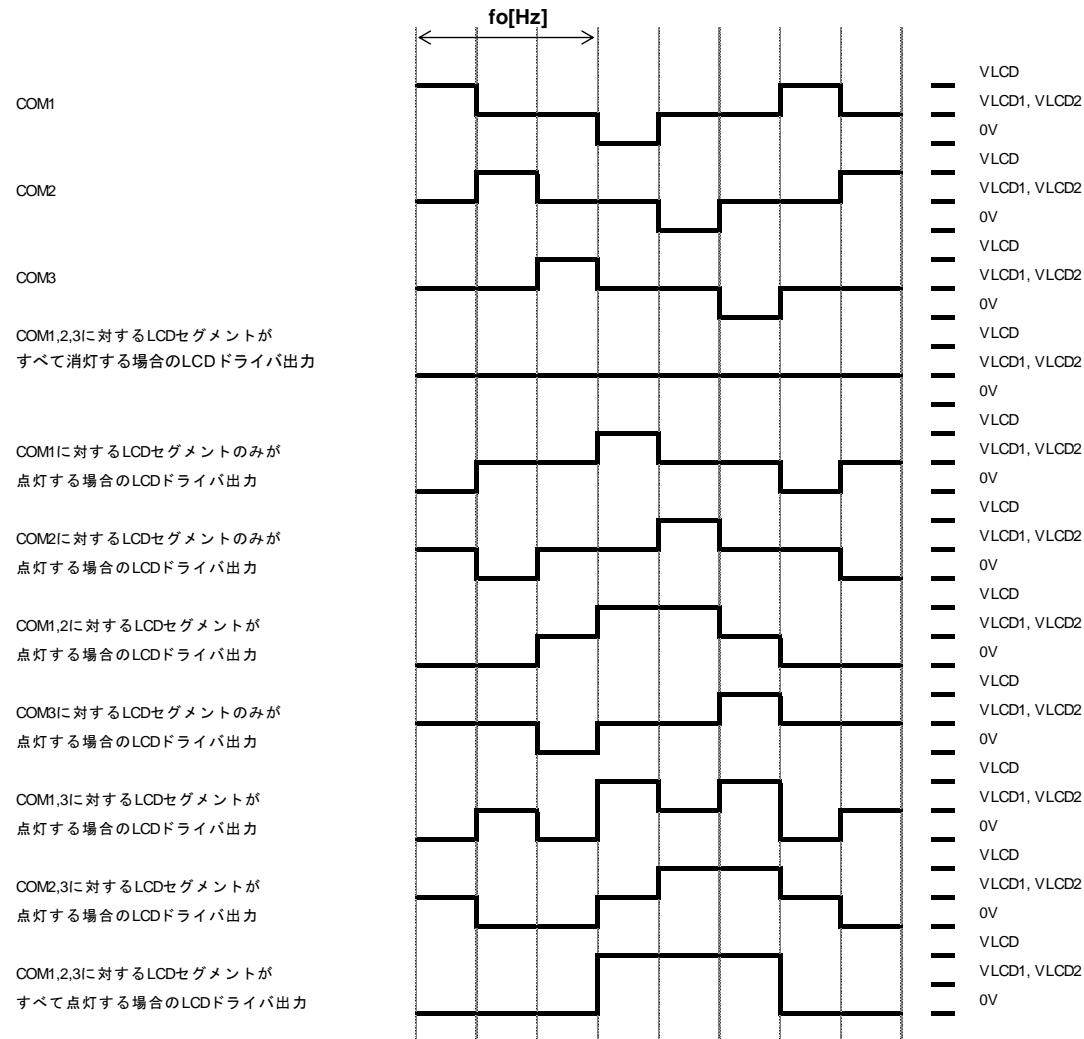 fo[Hz]
VLCD
COM1
VLCD1, VLCD2
0V
VLCD
COM2
VLCD1, VLCD2
0V
VLCD
COM3
VLCD1, VLCD2
0V
COM1,2,3に対するLCDセグメントが
VLCD
すべて消灯する場合のLCDドライバ出力
VLCD1, VLCD2
0V
VLCD
COM1に対するLCDセグメントのみが
VLCD1, VLCD2
点灯する場合のLCDドライバ出力
0V
VLCD
COM2に対するLCDセグメントのみが
VLCD1, VLCD2
点灯する場合のLCDドライバ出力
0V
VLCD
COM1,2に対するLCDセグメントが
VLCD1, VLCD2
点灯する場合のLCDドライバ出力
0V
VLCD
COM3に対するLCDセグメントのみが
VLCD1, VLCD2
点灯する場合のLCDドライバ出力
0V
VLCD
COM1,3に対するLCDセグメントが
VLCD1, VLCD2
点灯する場合のLCDドライバ出力
0V
VLCD
COM2,3に対するLCDセグメントが
VLCD1, VLCD2
点灯する場合のLCDドライバ出力
0V
VLCD
COM1,2,3に対するLCDセグメントが
VLCD1, VLCD2
すべて点灯する場合のLCDドライバ出力
0V